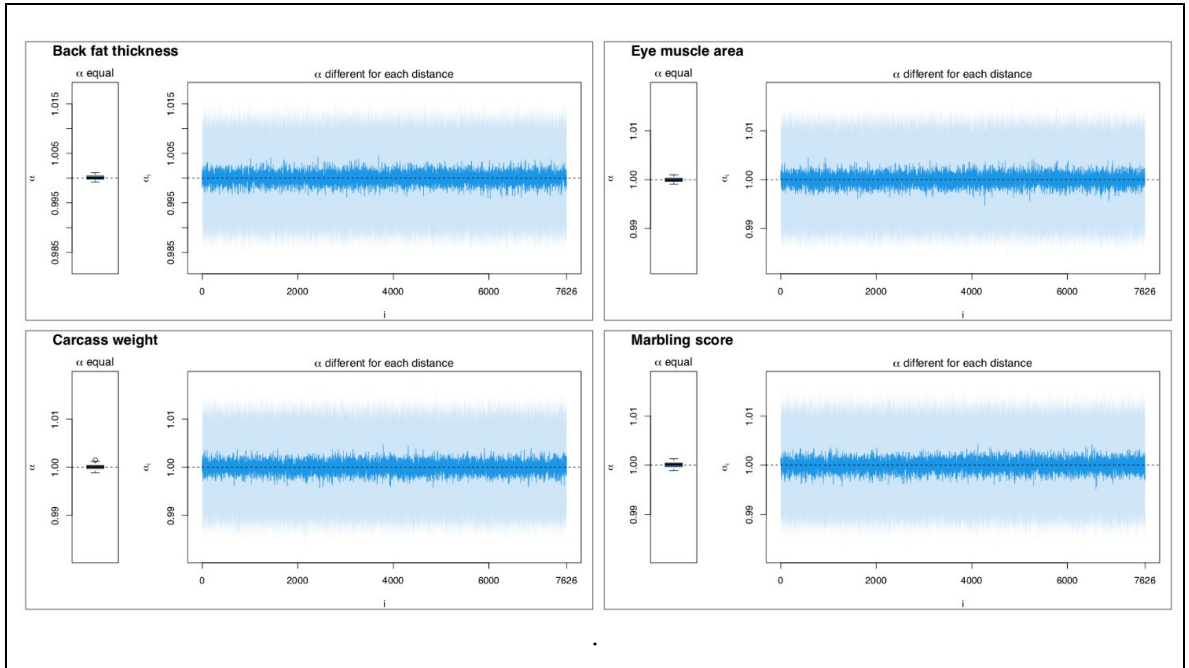 Back fat thickness
α equal
α different for each distance
α
0.985 0.995 1.005 1.015
αᵢ
0.985 0.995 1.005 1.015
0 2000 4000 6000 7626
i
Eye muscle area
α equal
α different for each distance
α
0.99 1.00 1.01
αᵢ
0.99 1.00 1.01
0 2000 4000 6000 7626
i
Carcass weight
α equal
α different for each distance
α
0.99 1.00 1.01
αᵢ
0.99 1.00 1.01
0 2000 4000 6000 7626
i
Marbling score
α equal
α different for each distance
α
0.99 1.00 1.01
αᵢ
0.99 1.00 1.01
0 2000 4000 6000 7626
i
.